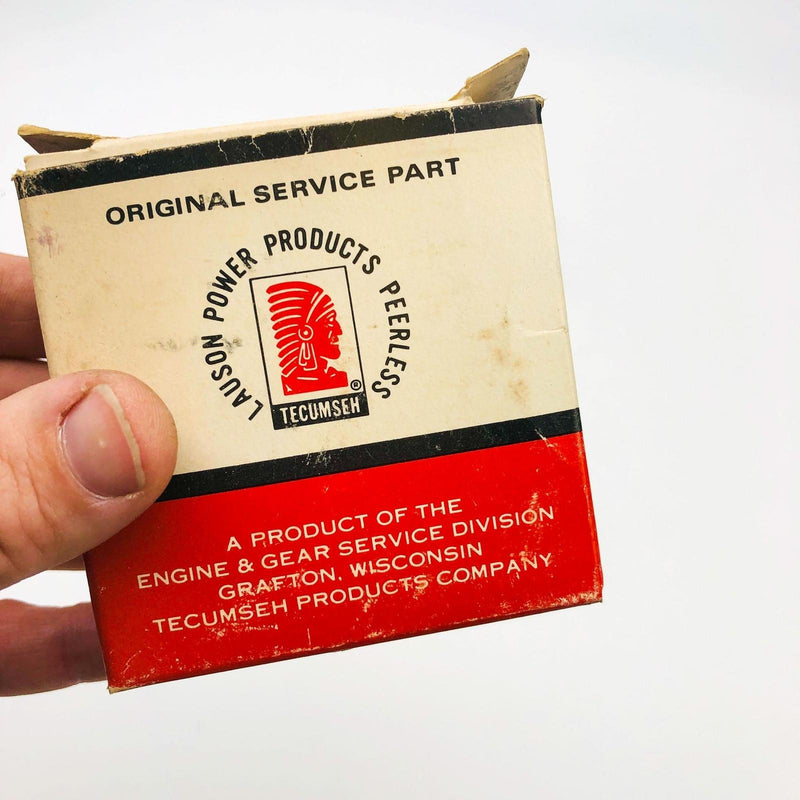 ORIGINAL SERVICE PART
LAUSON POWER PRODUCTS PEERLESS
®
TECUMSEH
A PRODUCT OF THE
ENGINE & GEAR SERVICE DIVISION
GRAFTON, WISCONSIN
TECUMSEH PRODUCTS COMPANY